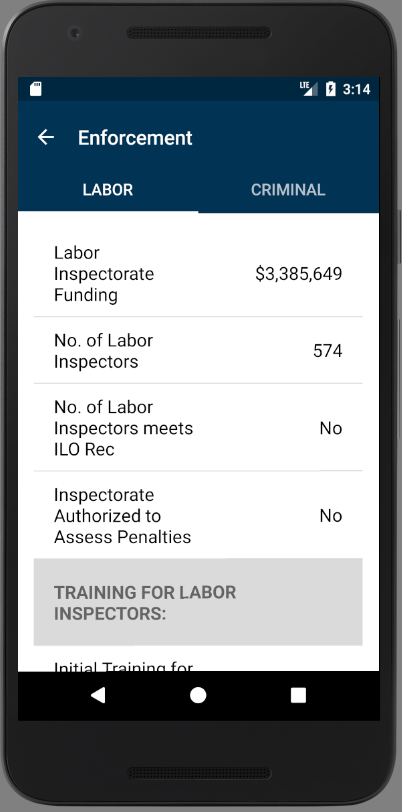 LTE 3:14
Enforcement
LABOR CRIMINAL
Labor
Inspectorate
Funding
$3,385,649
No. of Labor
Inspectors
574
No. of Labor
Inspectors meets
ILO Rec
No
Inspectorate
Authorized to
Assess Penalties
No
TRAINING FOR LABOR
INSPECTORS:
Initial Training for